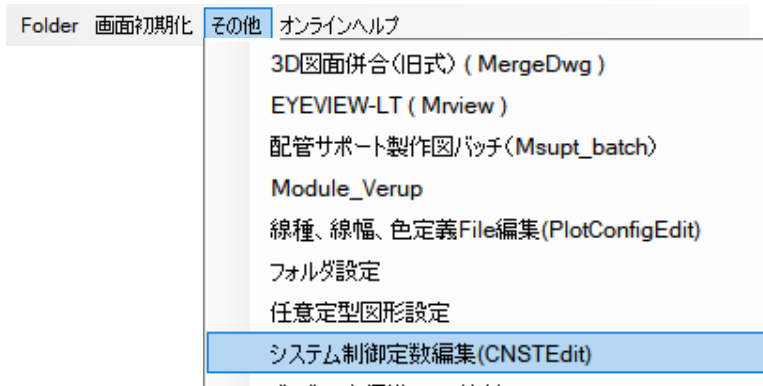 Folder 画面初期化 その他 オンラインヘルプ
3D図面併合(旧式) ( MergeDwg )
EYEVIEW-LT ( Mrview )
配管サポート製作図バッチ(Msupt_batch)
Module_Verup
線種、線幅、色定義File編集(PlotConfigEdit)
フォルダ設定
任意定型図形設定
システム制御定数編集(CNSTEdit)